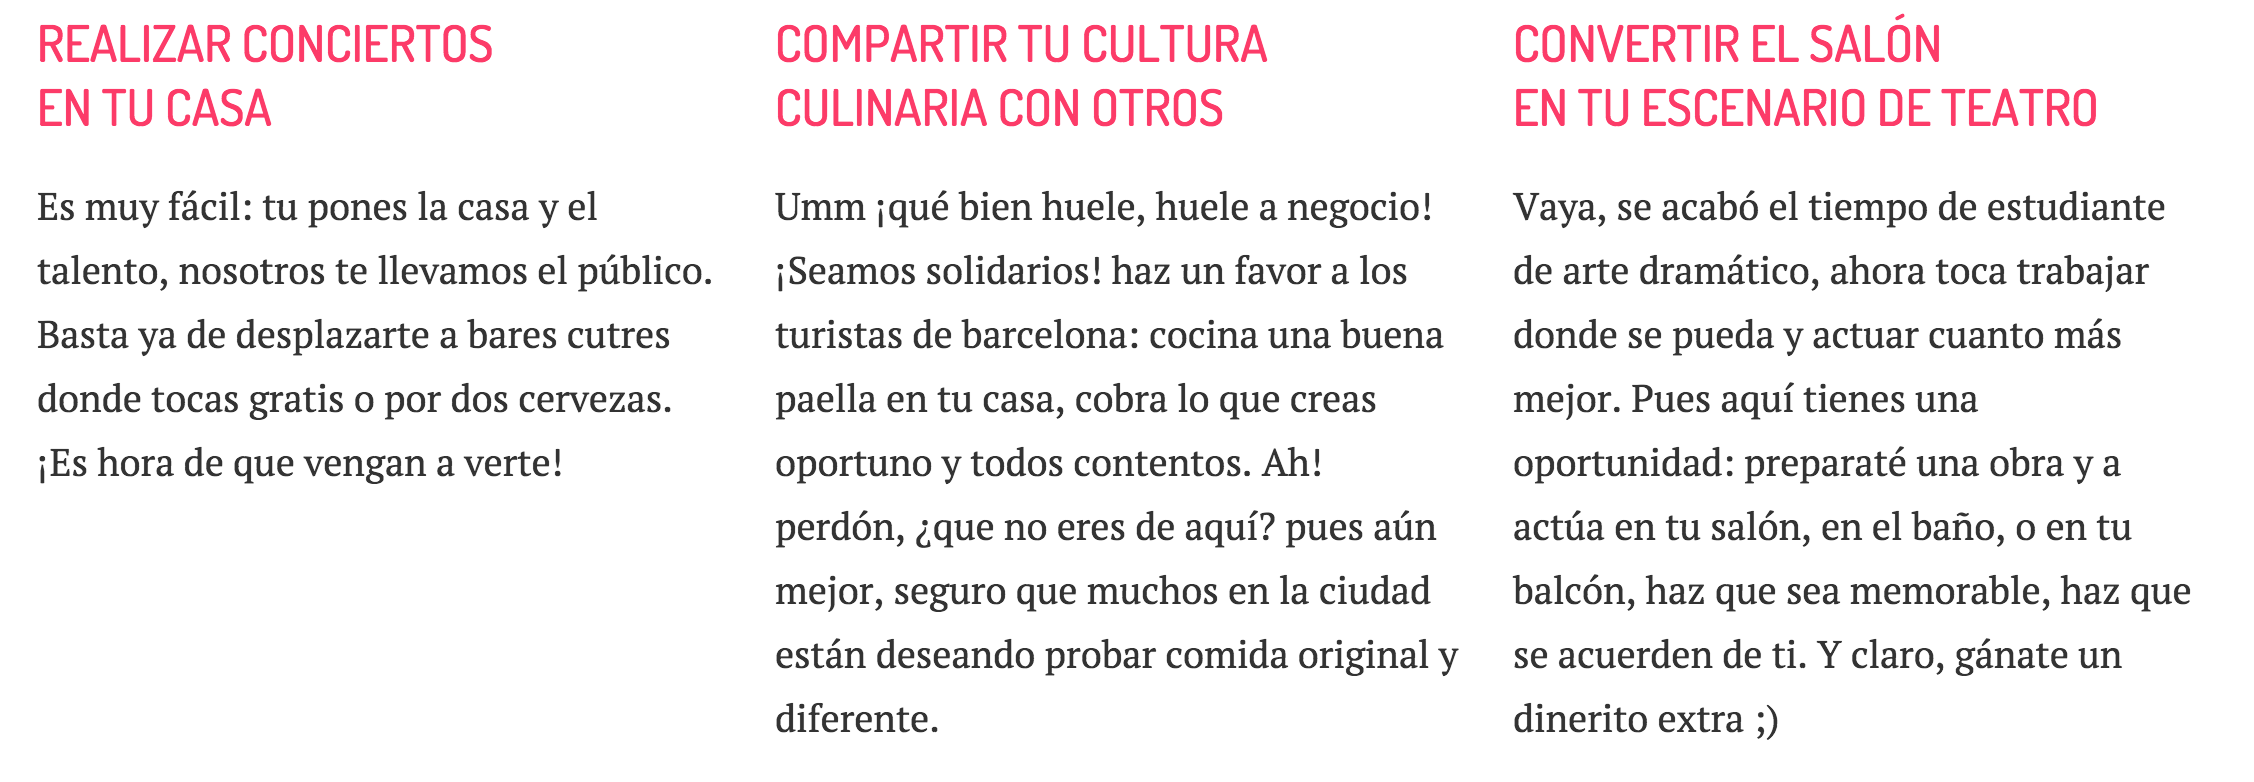 REALIZAR CONCIERTOS
EN TU CASA
Es muy fácil: tu pones la casa y el
talento, nosotros te llevamos el público.
Basta ya de desplazarte a bares cutres
donde tocas gratis o por dos cervezas.
¡Es hora de que vengan a verte!
COMPARTIR TU CULTURA
CULINARIA CON OTROS
Umm ¡qué bien huele, huele a negocio!
¡Seamos solidarios! haz un favor a los
turistas de barcelona: cocina una buena
paella en tu casa, cobra lo que creas
oportuno y todos contentos. Ah!
perdón, ¿que no eres de aquí? pues aún
mejor, seguro que muchos en la ciudad
están deseando probar comida original y
diferente.
CONVERTIR EL SALÓN
EN TU ESCENARIO DE TEATRO
Vaya, se acabó el tiempo de estudiante
de arte dramático, ahora toca trabajar
donde se pueda y actuar cuanto más
mejor. Pues aquí tienes una
oportunidad: preparaté una obra y a
actúa en tu salón, en el baño, o en tu
balcón, haz que sea memorable, haz que
se acuerden de ti. Y claro, gánate un
dinerito extra ;)